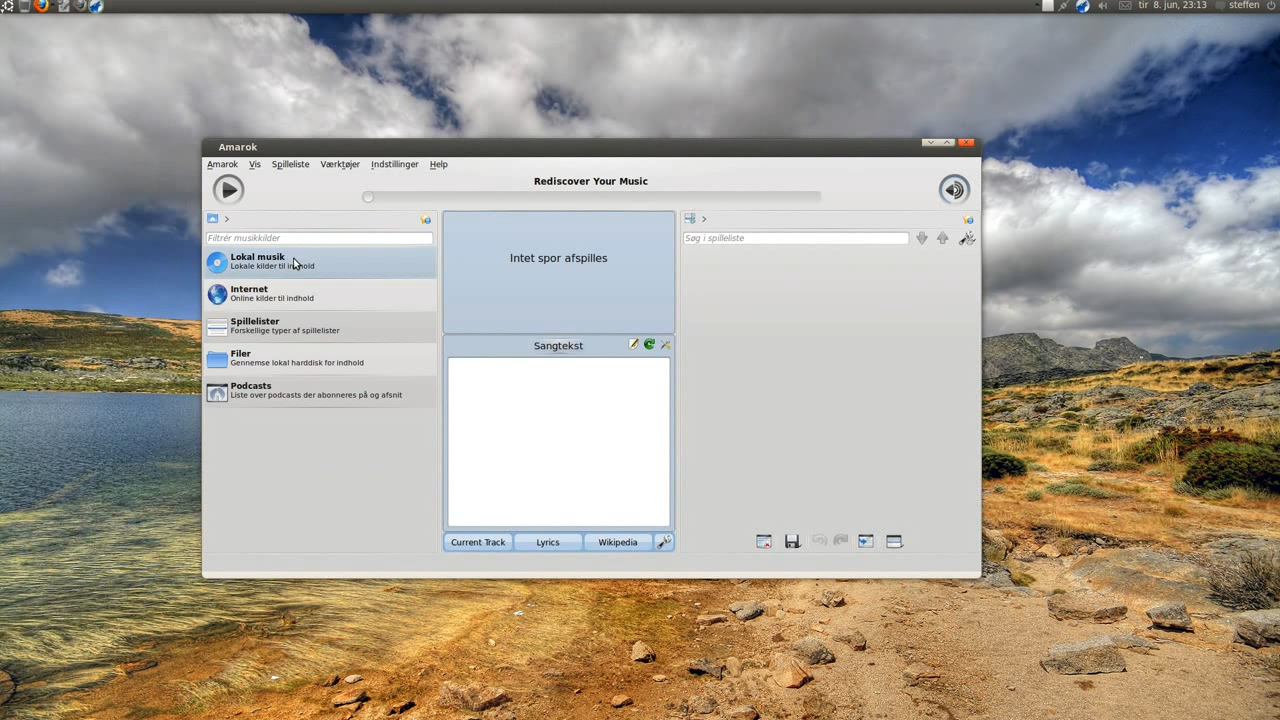 tir 8. jun, 23:13 steffen
Amarok
Amarok Vis Spilleliste Værktøjer Indstillinger Help
Rediscover Your Music
Filtrér musikkilder
Søg i spilleliste
Lokal musik
Lokale kilder til indhold
Internet
Online kilder til indhold
Spillelister
Forskellige typer af spillelister
Filer
Gennemse lokal harddisk for indhold
Podcasts
Liste over podcasts der abonneres på og afsnit
Intet spor afspilles
Sangtekst
Current Track Lyrics Wikipedia